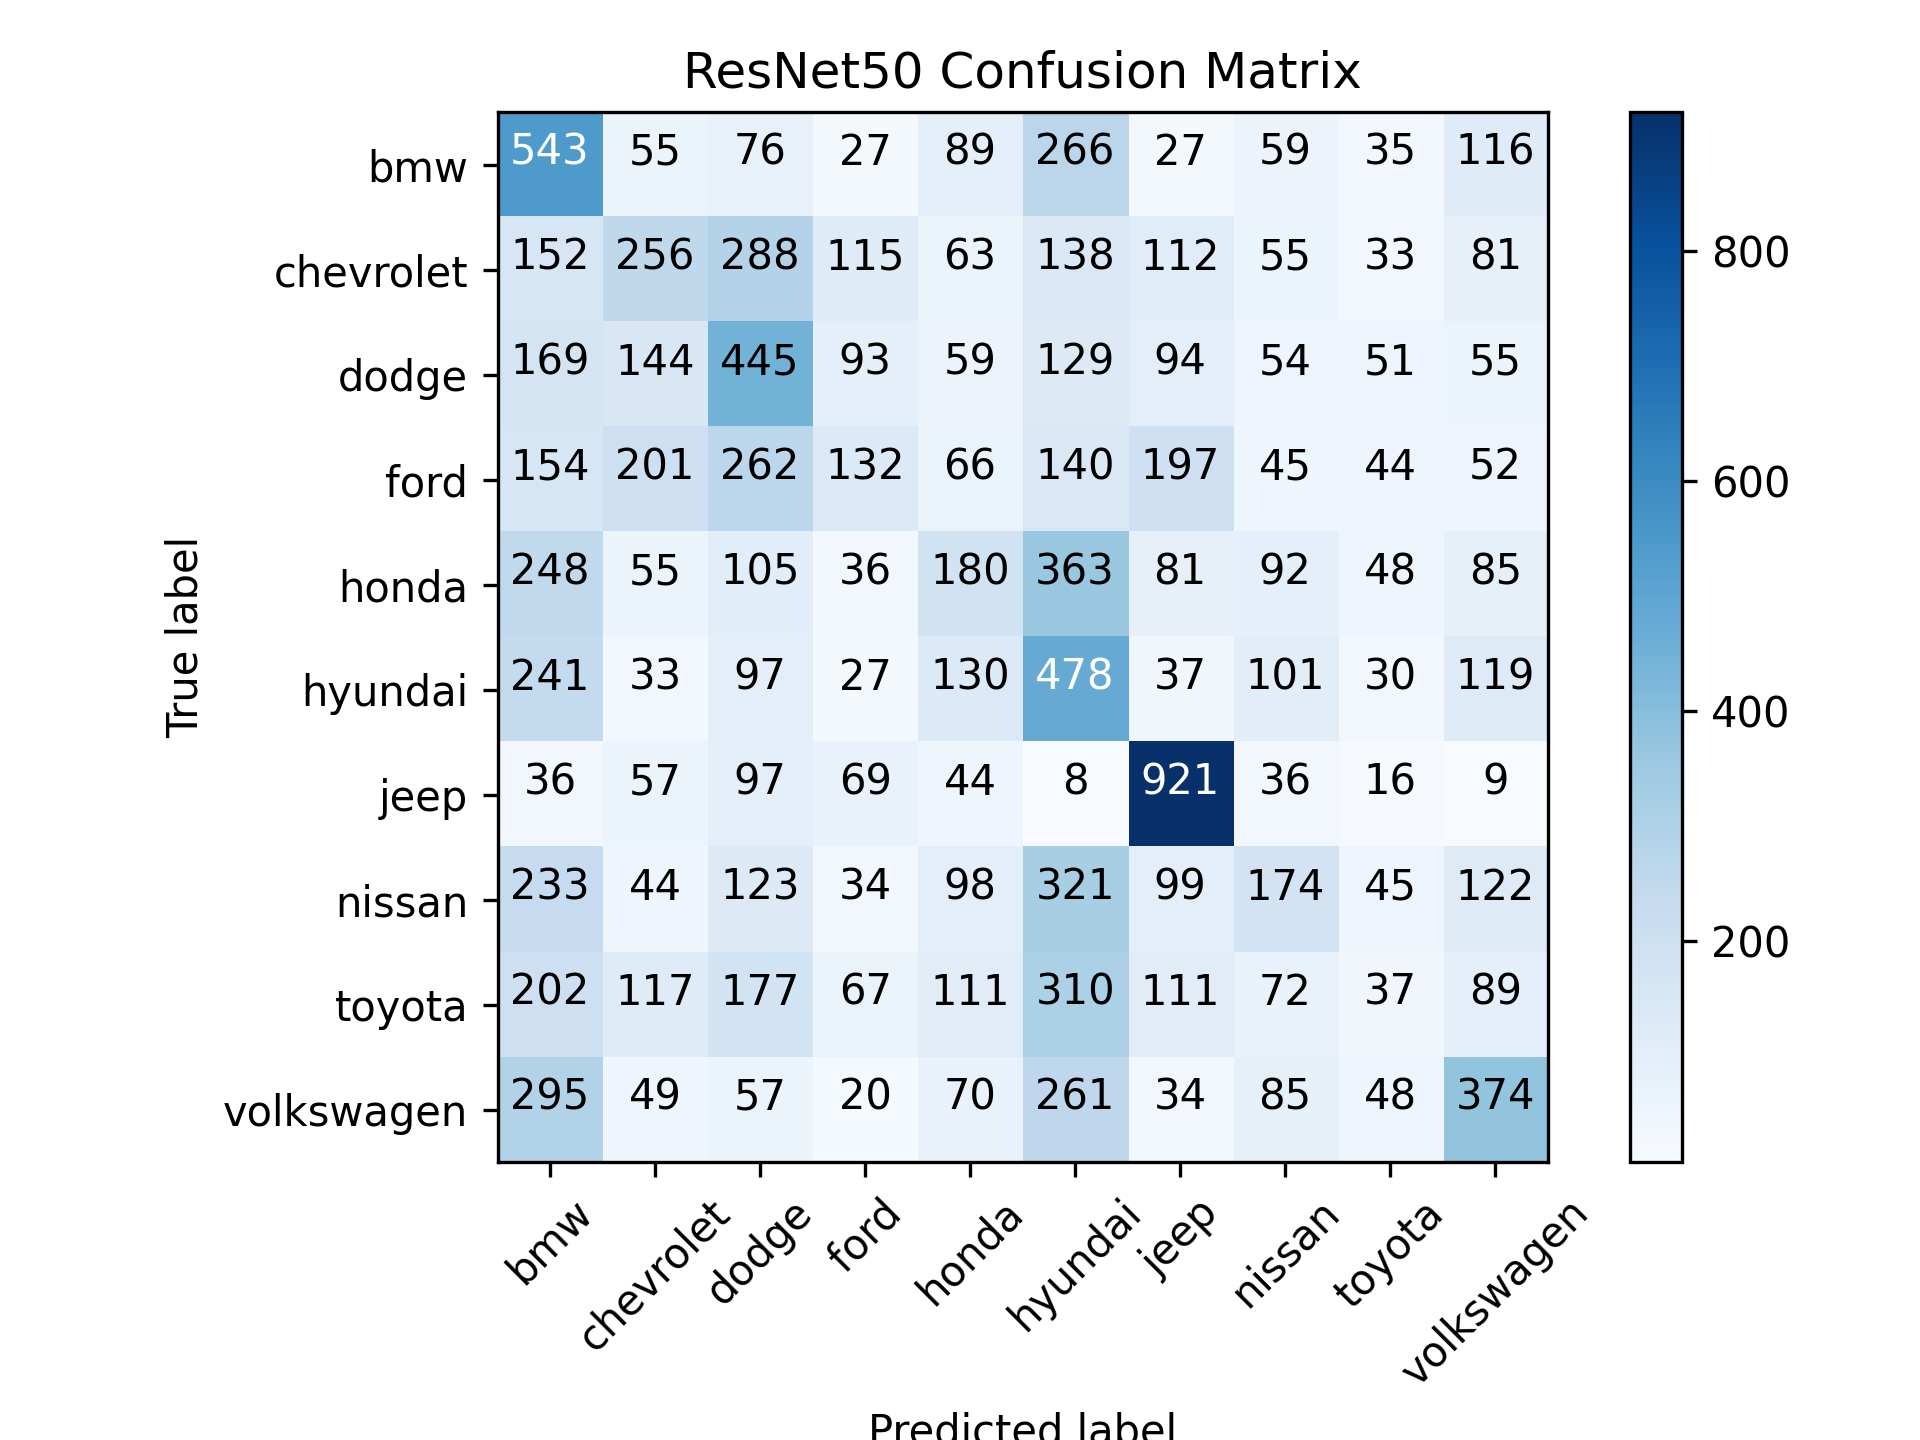 ResNet50 Confusion Matrix
bmw 543 55 76 27 89 266 27 59 35 116
chevrolet 152 256 288 115 63 138 112 55 33 81
dodge 169 144 445 93 59 129 94 54 51 55
ford 154 201 262 132 66 140 197 45 44 52
honda 248 55 105 36 180 363 81 92 48 85
hyundai 241 33 97 27 130 478 37 101 30 119
jeep 36 57 97 69 44 8 921 36 16 9
nissan 233 44 123 34 98 321 99 174 45 122
toyota 202 117 177 67 111 310 111 72 37 89
volkswagen 295 49 57 20 70 261 34 85 48 374
True label
bmw chevrolet dodge ford honda hyundai jeep nissan toyota volkswagen
Predicted label
800
600
400
200